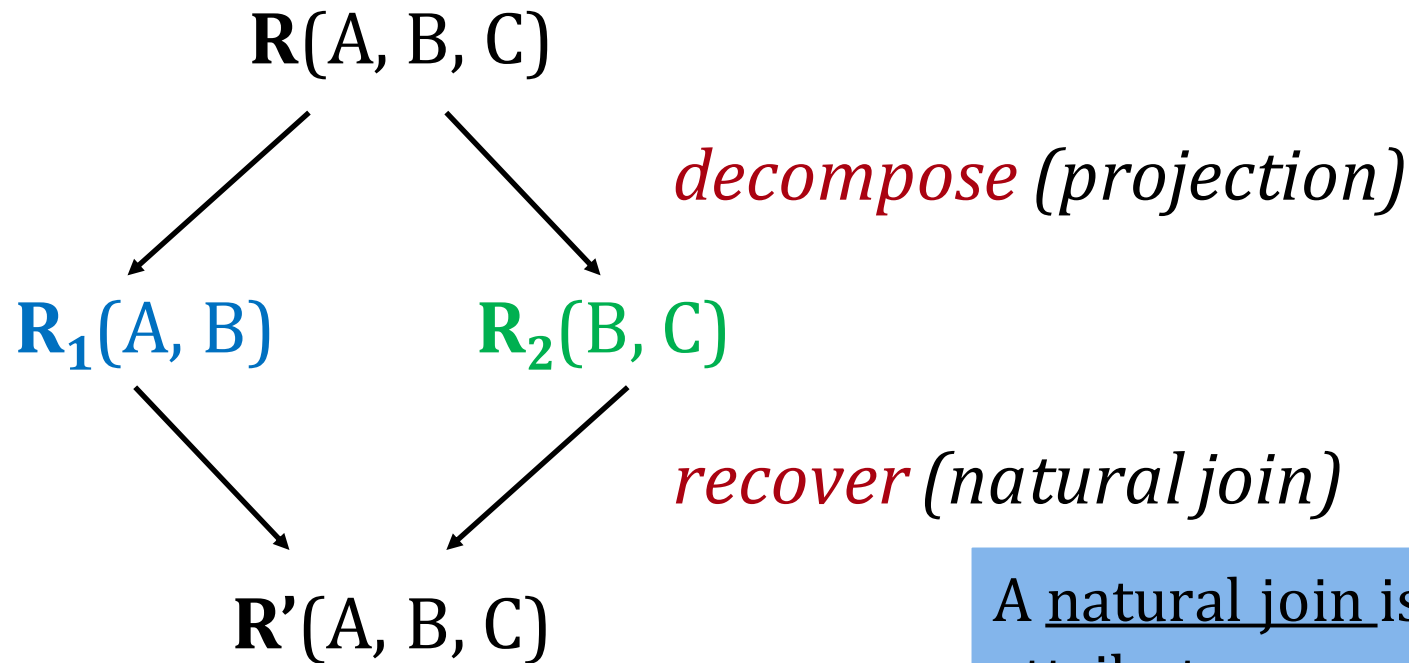 R(A, B, C)
decompose (projection)
R₁(A, B)
R₂(B, C)
recover (natural join)
R’(A, B, C)
A natural join is